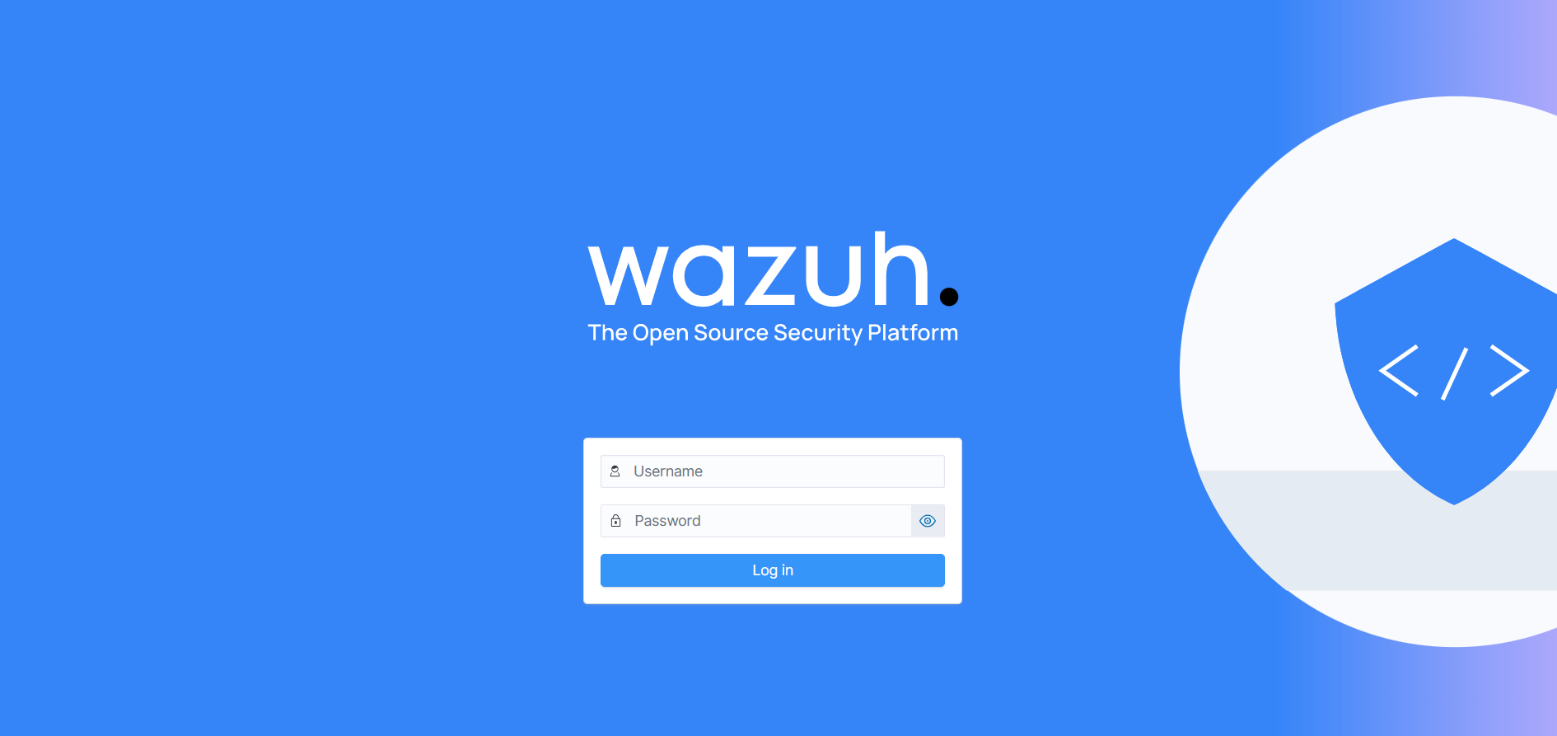 wazuh.
The Open Source Security Platform
Username
Password
Log in